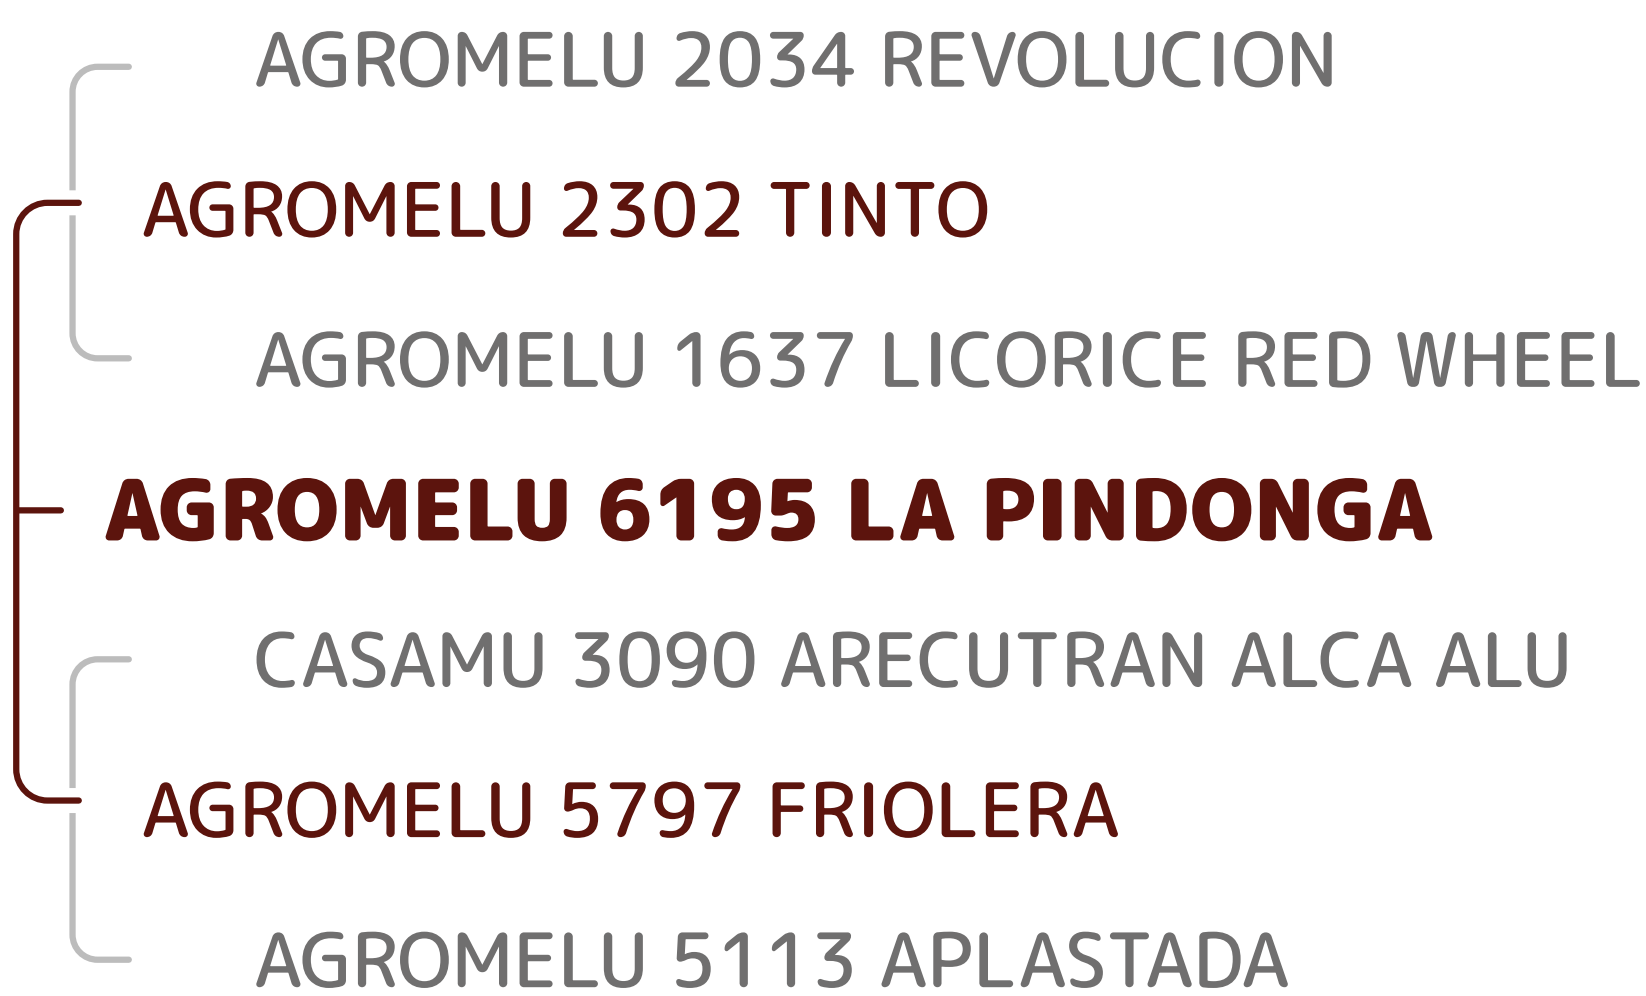 AGROMELU 2034 REVOLUCION
AGROMELU 2302 TINTO
AGROMELU 1637 LICORICE RED WHEEL
AGROMELU 6195 LA PINDONGA
CASAMU 3090 ARECUTRAN ALCA ALU
AGROMELU 5797 FRIOLERA
AGROMELU 5113 APLASTADA